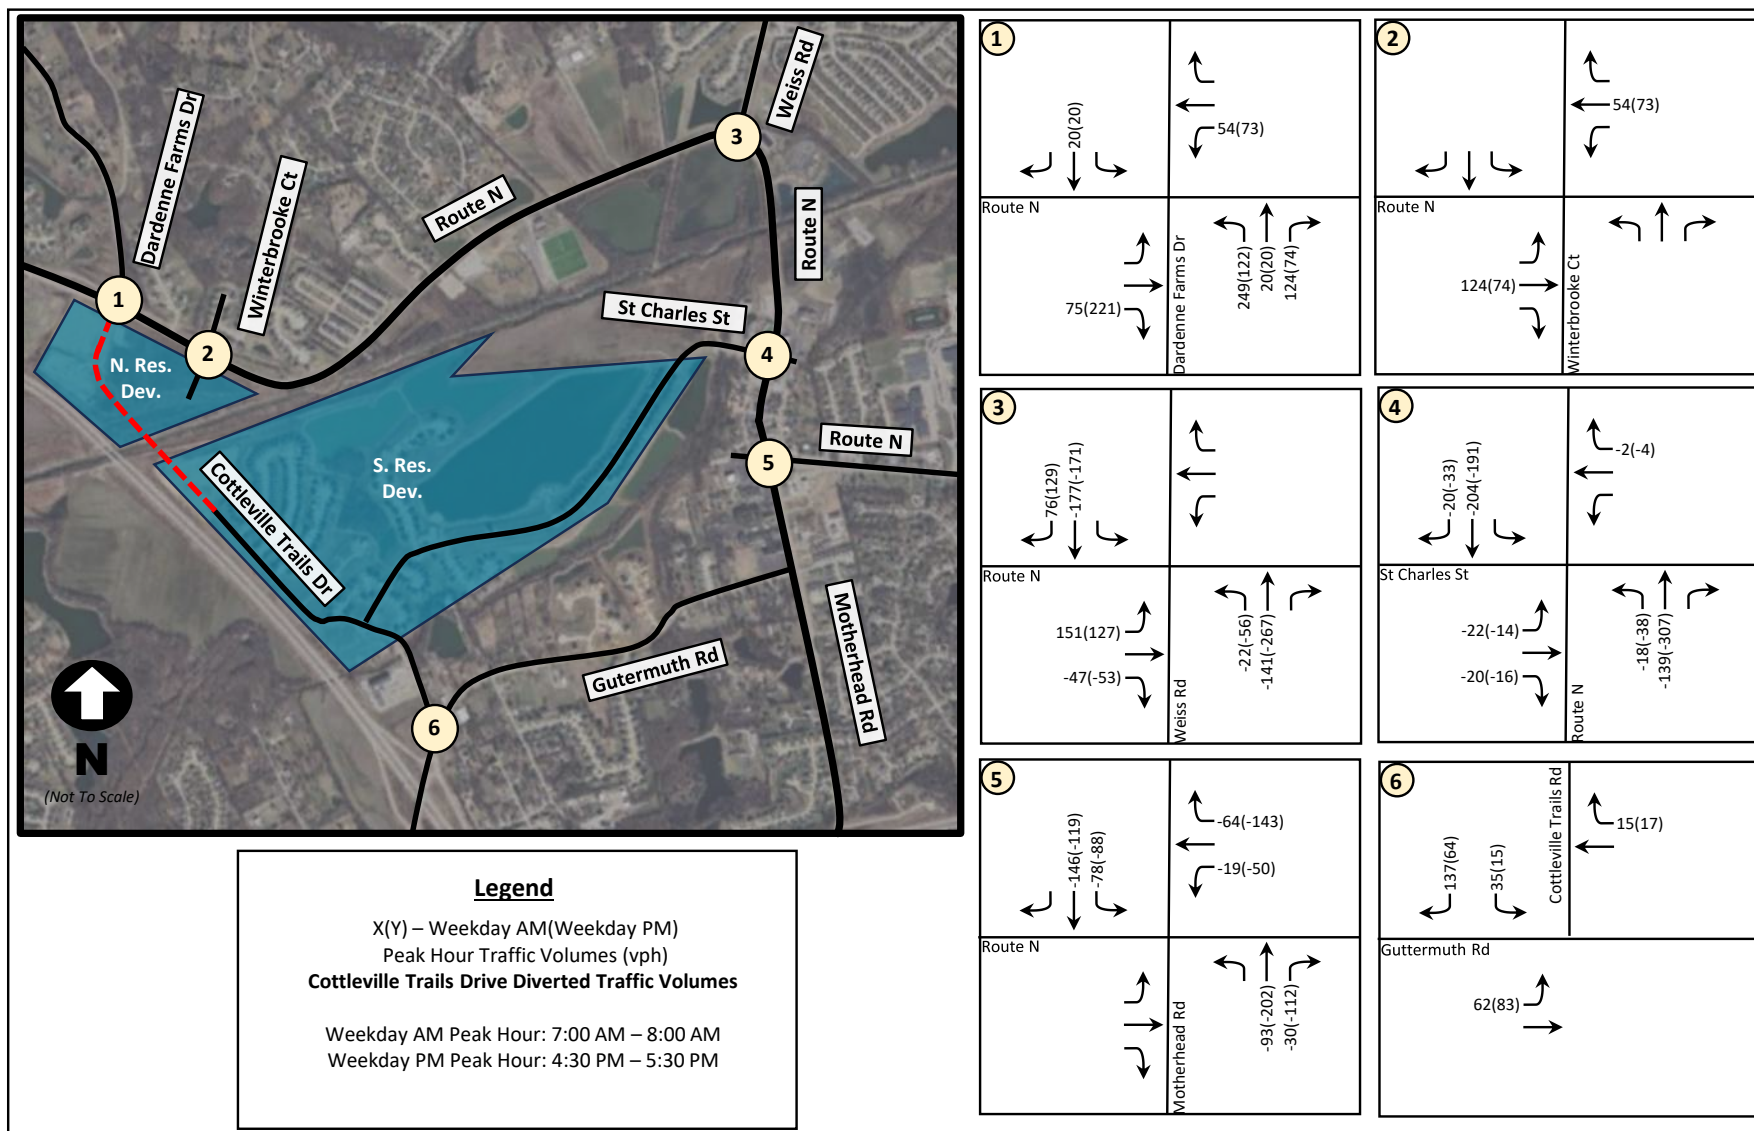 Dardenne Farms Dr
Winterbrooke Ct
Route N
Weiss Rd
Route N
St Charles St
Route N
Cottleville Trails Dr
Gutermuth Rd
Motherhead Rd
N. Res.
Dev.
S. Res.
Dev.
1
2
3
4
5
6
N
(Not To Scale)
Legend
X(Y) – Weekday AM(Weekday PM)
Peak Hour Traffic Volumes (vph)
Cottleville Trails Drive Diverted Traffic Volumes
Weekday AM Peak Hour: 7:00 AM – 8:00 AM
Weekday PM Peak Hour: 4:30 PM – 5:30 PM
1
20(20)
54(73)
Route N
Dardenne Farms Dr
75(221)
249(122)
20(20)
124(74)
2
54(73)
Route N
Winterbrooke Ct
124(74)
3
76(129)
-177(-171)
Route N
Weiss Rd
151(127)
-47(-53)
-22(-56)
-141(-267)
4
-20(-33)
-204(-191)
-2(-4)
St Charles St
Route N
-22(-14)
-20(-16)
-18(-38)
-139(-307)
5
-146(-119)
-78(-88)
-64(-143)
-19(-50)
Route N
Motherhead Rd
-93(-202)
-30(-112)
6
137(64)
35(15)
Cottleville Trails Rd
15(17)
Guttermuth Rd
62(83)